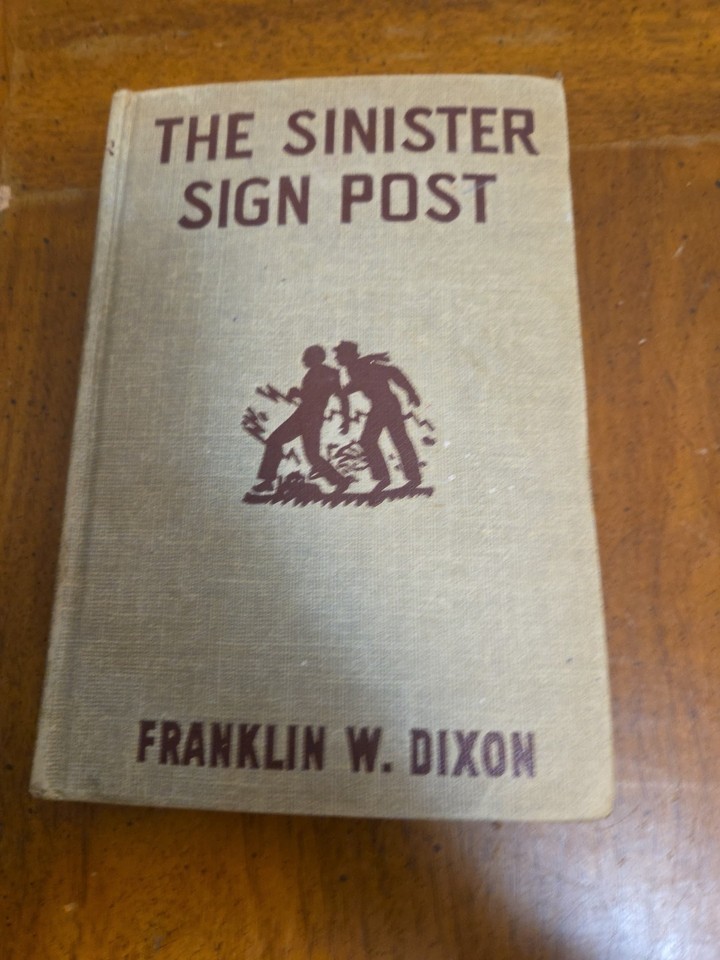 THE SINISTER
SIGN POST
FRANKLIN W. DIXON